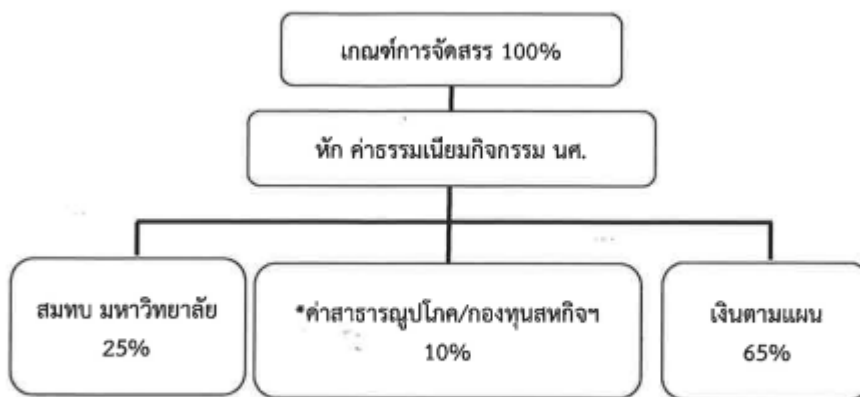 เกณฑ์การจัดสรร 100%
หัก ค่าธรรมเนียมกิจกรรม นศ.
สมทบ มหาวิทยาลัย
25%
*ค่าสาธารณูปโภค/กองทุนสหกิจฯ
10%
เงินตามแผน
65%